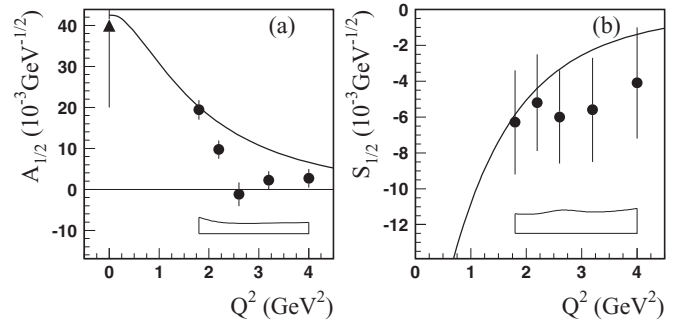 (a)
A1/2 (10-3GeV-1/2)
40
30
20
10
0
-10
0 1 2 3 4
Q2 (GeV2)
(b)
S1/2 (10-3GeV-1/2)
0
-2
-4
-6
-8
-10
-12
0 1 2 3 4
Q2 (GeV2)